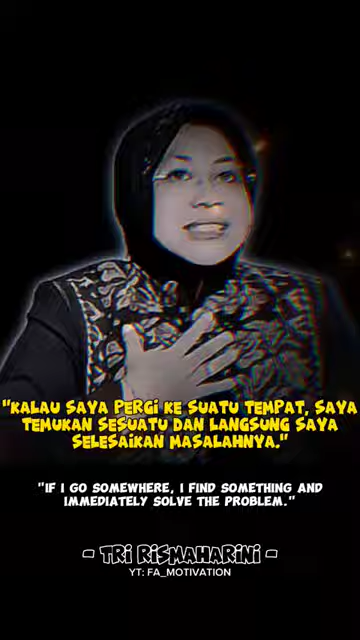 "KALAU SAYA PERGI KE SUATU TEMPAT, SAYA
TEMUKAN SESUATU DAN LANGSUNG SAYA
SELESAIKAN MASALAHNYA."
"IF I GO SOMEWHERE, I FIND SOMETHING AND
IMMEDIATELY SOLVE THE PROBLEM."
- TRI RISMAHARINI -
YT: FA_MOTIVATION